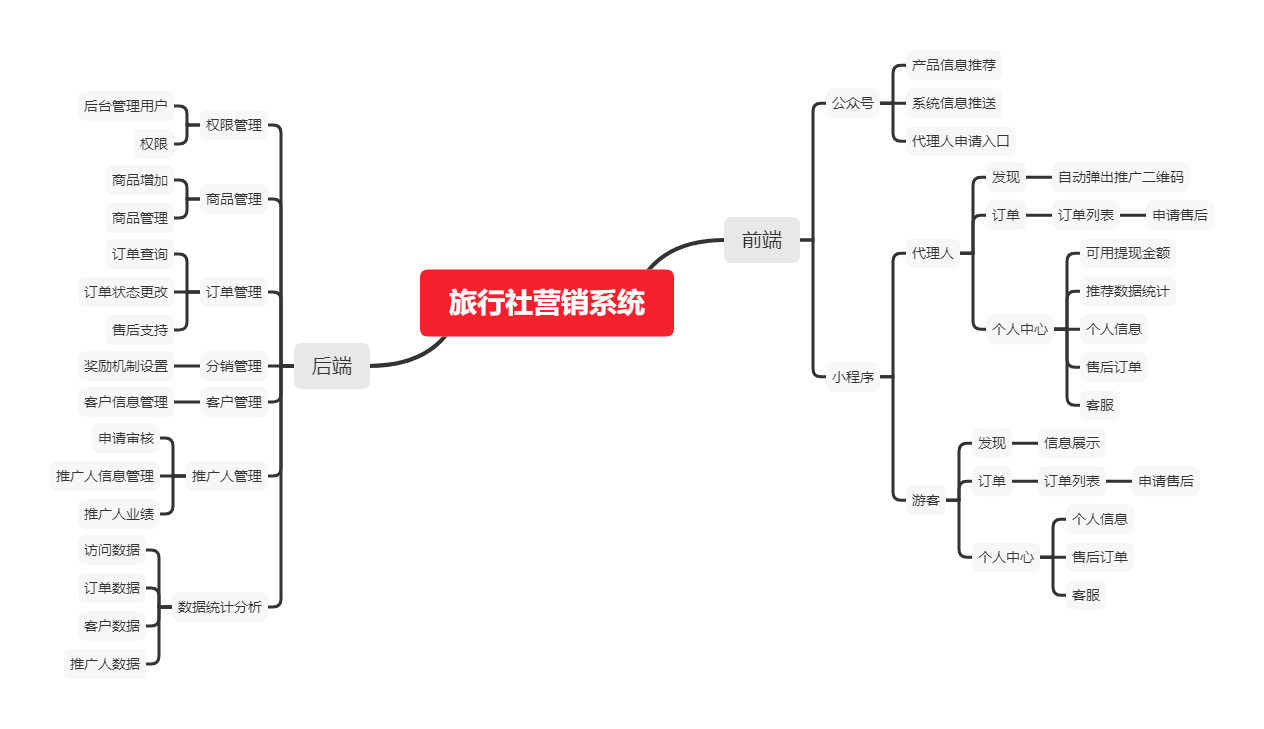 旅行社营销系统
前端
公众号
产品信息推荐
系统信息推送
代理人申请入口
小程序
代理人
发现
自动弹出推广二维码
订单
订单列表
申请售后
个人中心
可用提现金额
推荐数据统计
个人信息
售后订单
客服
游客
发现
信息展示
订单
订单列表
申请售后
个人中心
个人信息
售后订单
客服
后端
权限管理
后台管理用户
权限
商品管理
商品增加
商品管理
订单管理
订单查询
订单状态更改
售后支持
分销管理
奖励机制设置
客户管理
客户信息管理
推广人管理
申请审核
推广人信息管理
推广人业绩
数据统计分析
访问数据
订单数据
客户数据
推广人数据